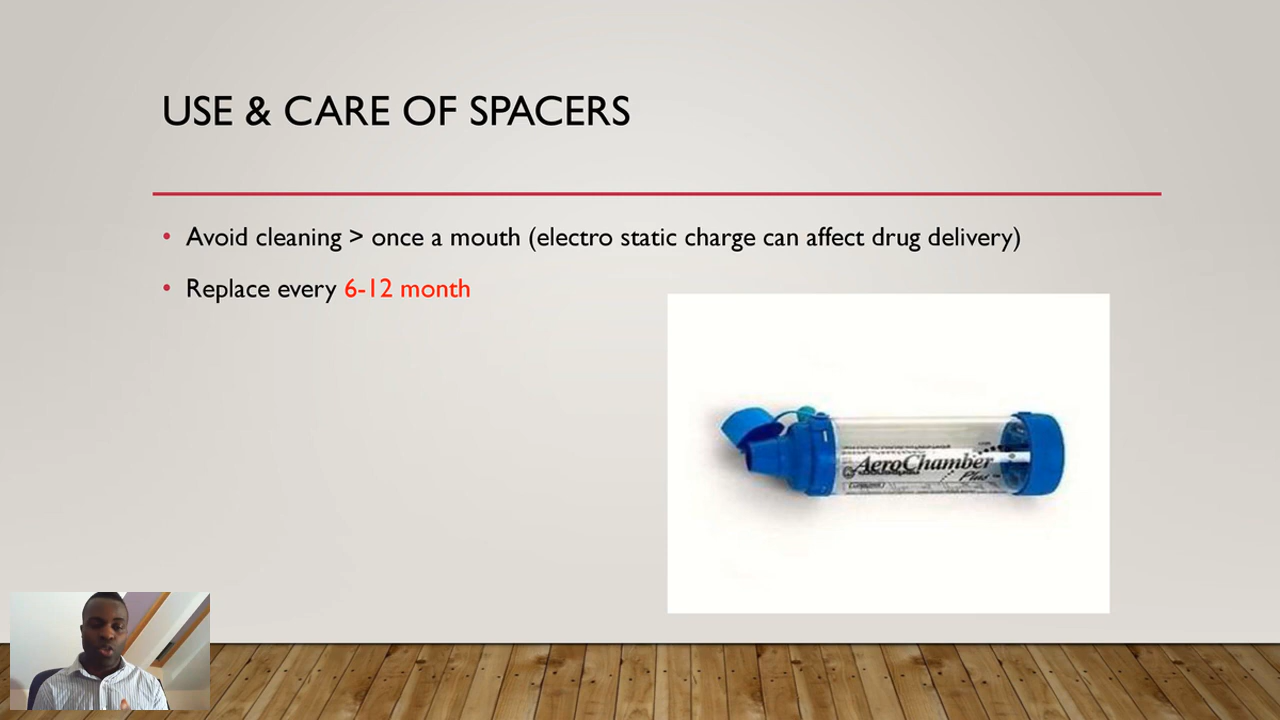 USE & CARE OF SPACERS
• Avoid cleaning > once a mouth (electro static charge can affect drug delivery)
• Replace every 6-12 month
AeroChamber
Plus